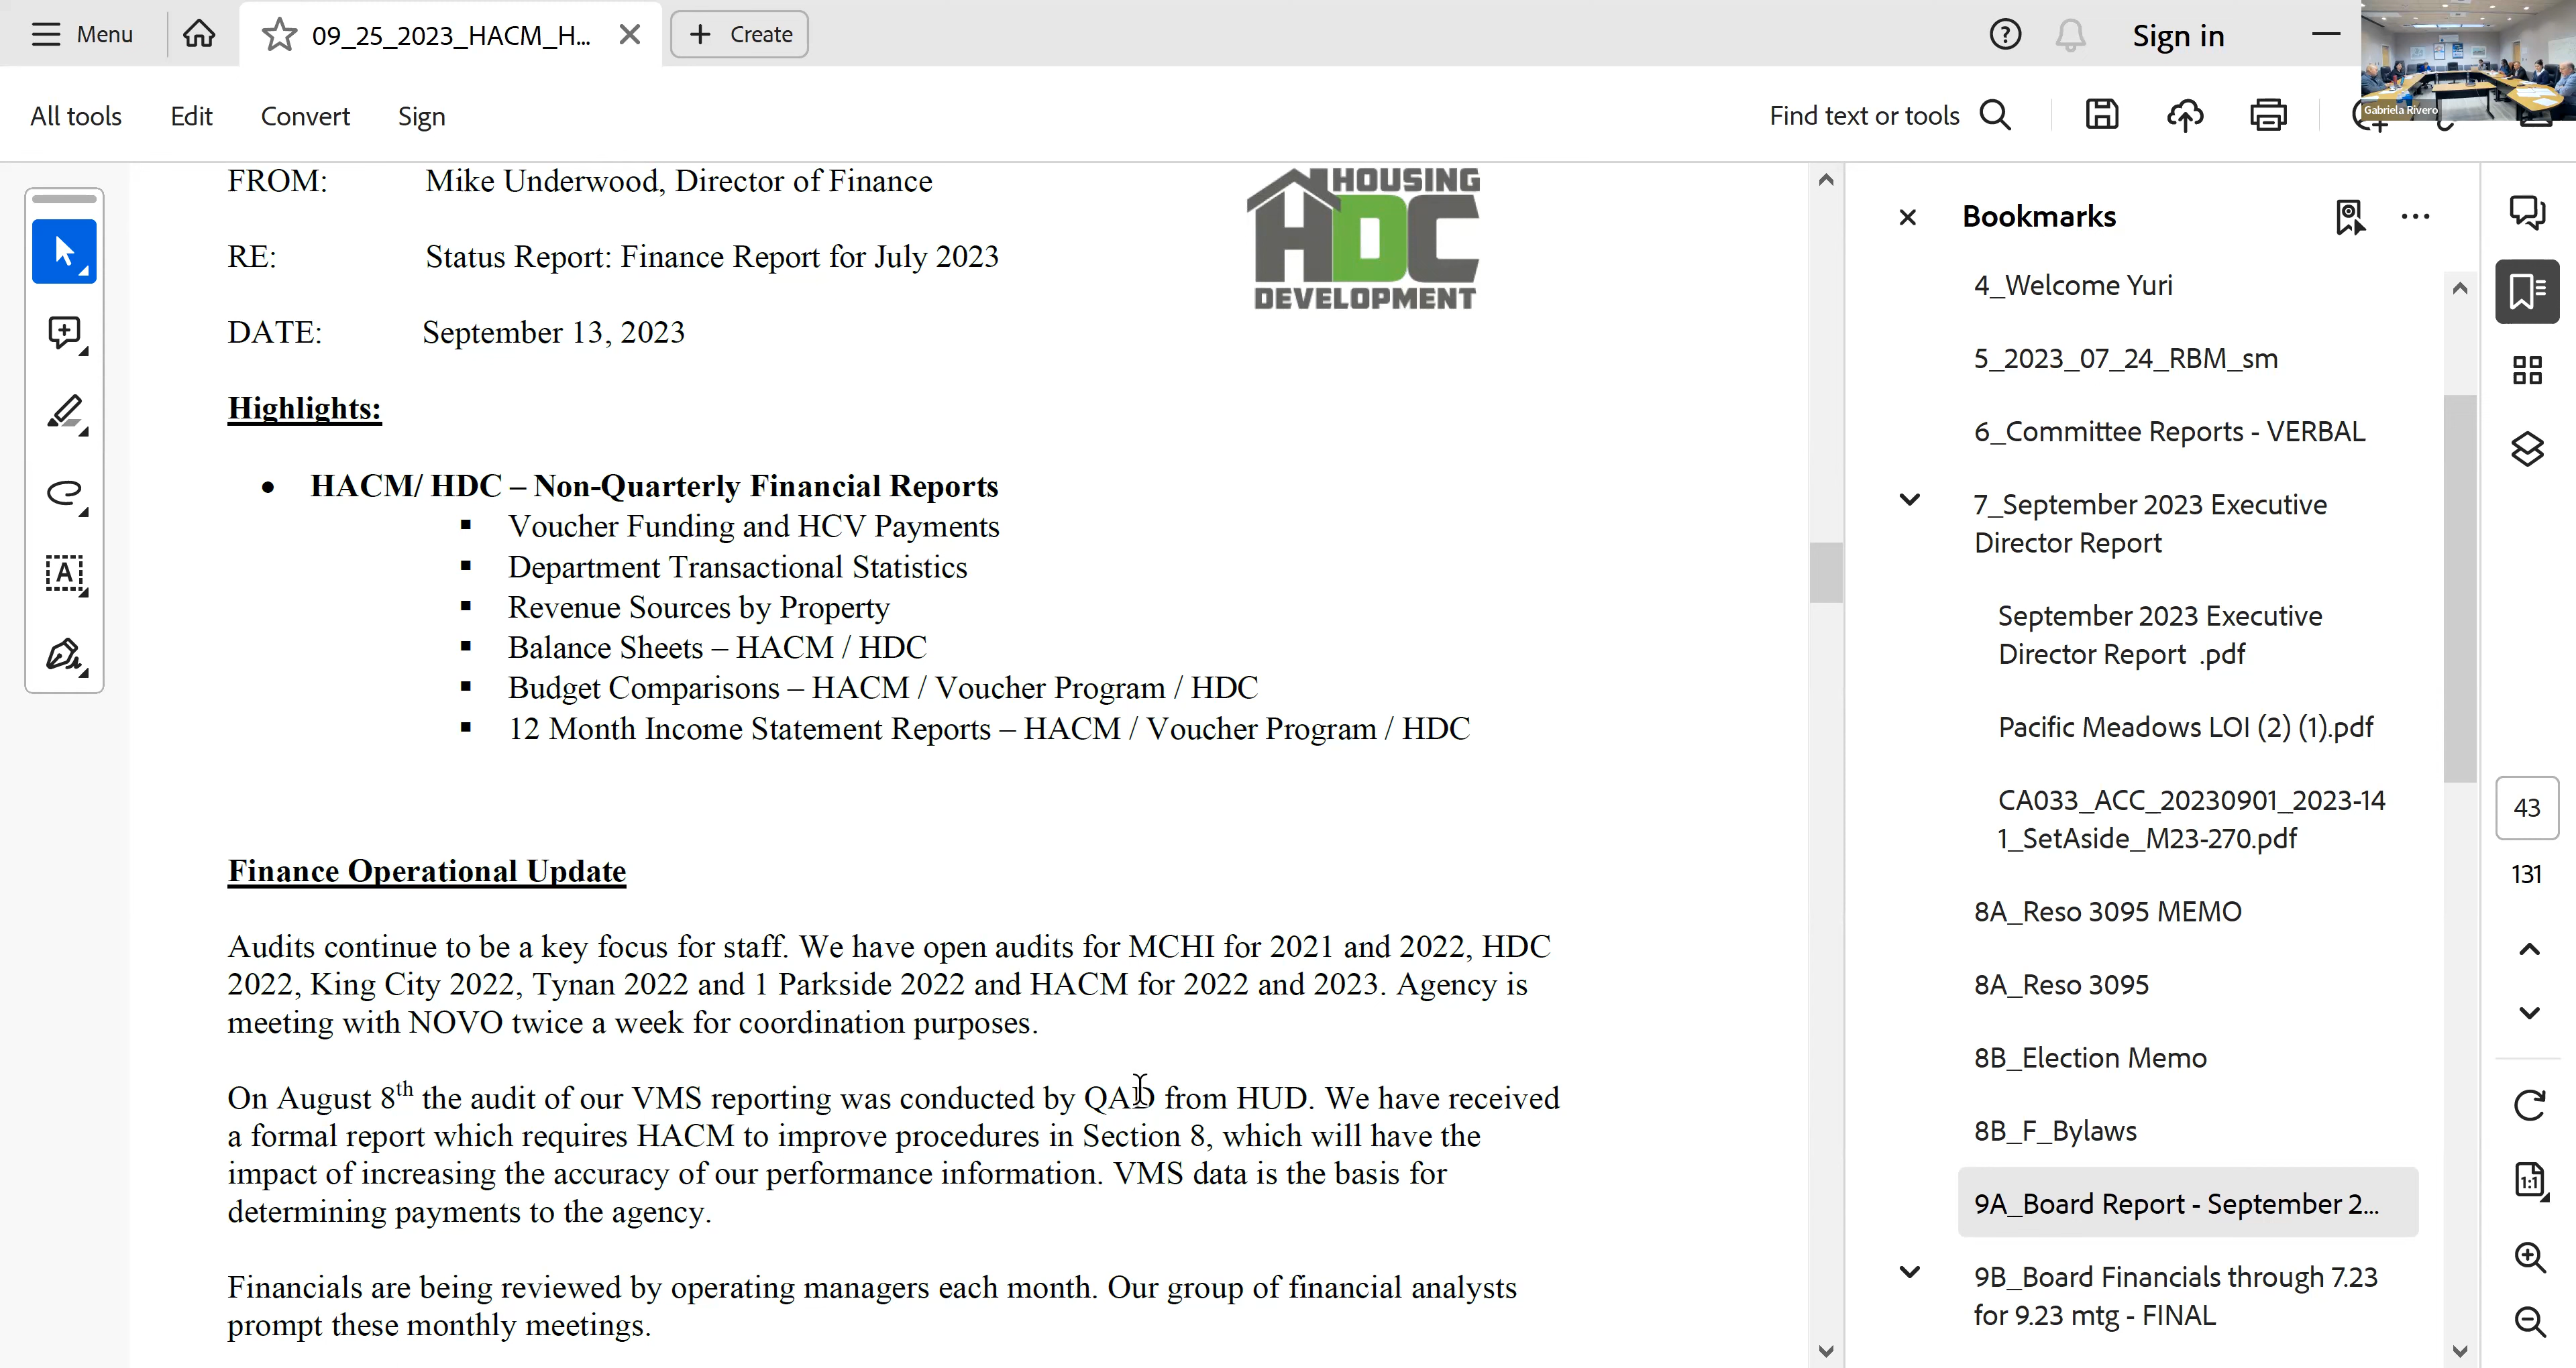 Menu
09_25_2023_HACM_H...
Create
Sign in
Gabriela Rivero
All tools
Edit
Convert
Sign
Find text or tools
FROM: Mike Underwood, Director of Finance
RE: Status Report: Finance Report for July 2023
DATE: September 13, 2023
HOUSING
HDC
DEVELOPMENT
Highlights:
• HACM/ HDC – Non-Quarterly Financial Reports
▪ Voucher Funding and HCV Payments
▪ Department Transactional Statistics
▪ Revenue Sources by Property
▪ Balance Sheets – HACM / HDC
▪ Budget Comparisons – HACM / Voucher Program / HDC
▪ 12 Month Income Statement Reports – HACM / Voucher Program / HDC
Finance Operational Update
Audits continue to be a key focus for staff. We have open audits for MCHI for 2021 and 2022, HDC
2022, King City 2022, Tynan 2022 and 1 Parkside 2022 and HACM for 2022 and 2023. Agency is
meeting with NOVO twice a week for coordination purposes.
On August 8th the audit of our VMS reporting was conducted by QAD from HUD. We have received
a formal report which requires HACM to improve procedures in Section 8, which will have the
impact of increasing the accuracy of our performance information. VMS data is the basis for
determining payments to the agency.
Financials are being reviewed by operating managers each month. Our group of financial analysts
prompt these monthly meetings.
Bookmarks
4_Welcome Yuri
5_2023_07_24_RBM_sm
6_Committee Reports - VERBAL
7_September 2023 Executive
Director Report
September 2023 Executive
Director Report .pdf
Pacific Meadows LOI (2) (1).pdf
CA033_ACC_20230901_2023-14
1_SetAside_M23-270.pdf
8A_Reso 3095 MEMO
8A_Reso 3095
8B_Election Memo
8B_F_Bylaws
9A_Board Report - September 2...
9B_Board Financials through 7.23
for 9.23 mtg - FINAL
43
131
1:1